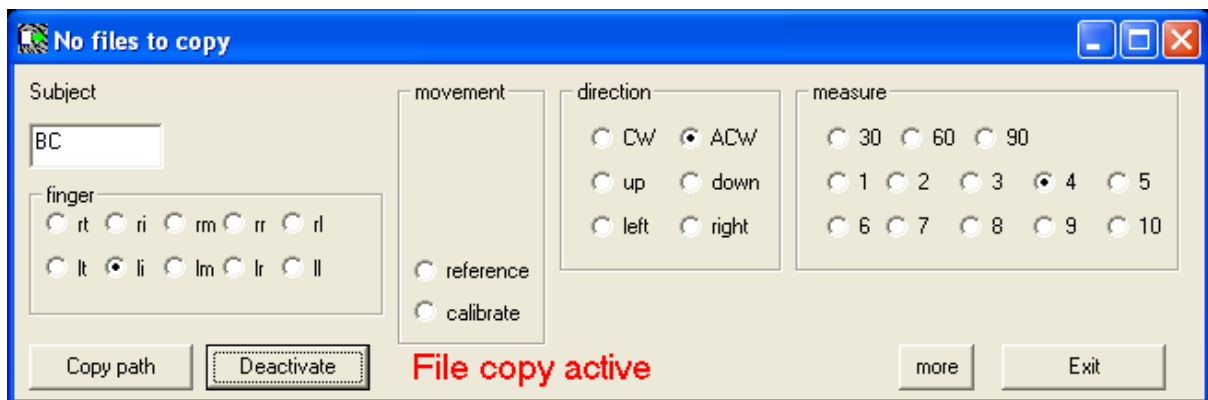 No files to copy
Subject
BC
finger
rt ri rm rr rl
lt li lm lr ll
movement
reference
calibrate
direction
CW ACW
up down
left right
measure
30 60 90
1 2 3 4 5
6 7 8 9 10
Copy path Deactivate File copy active more Exit